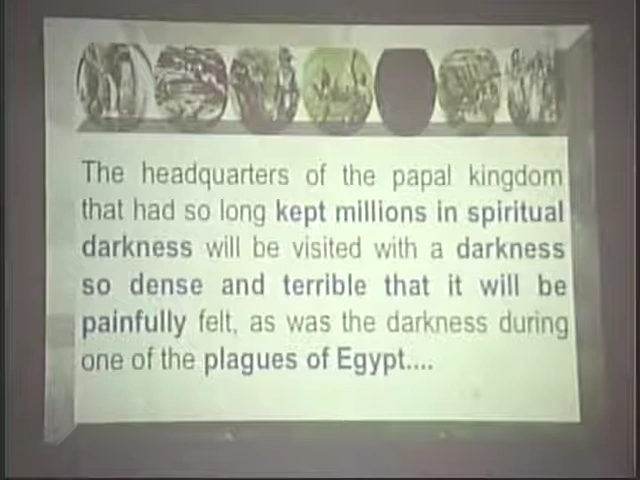 The headquarters of the papal kingdom
that had so long kept millions in spiritual
darkness will be visited with a darkness
so dense and terrible that it will be
painfully felt, as was the darkness during
one of the plagues of Egypt....